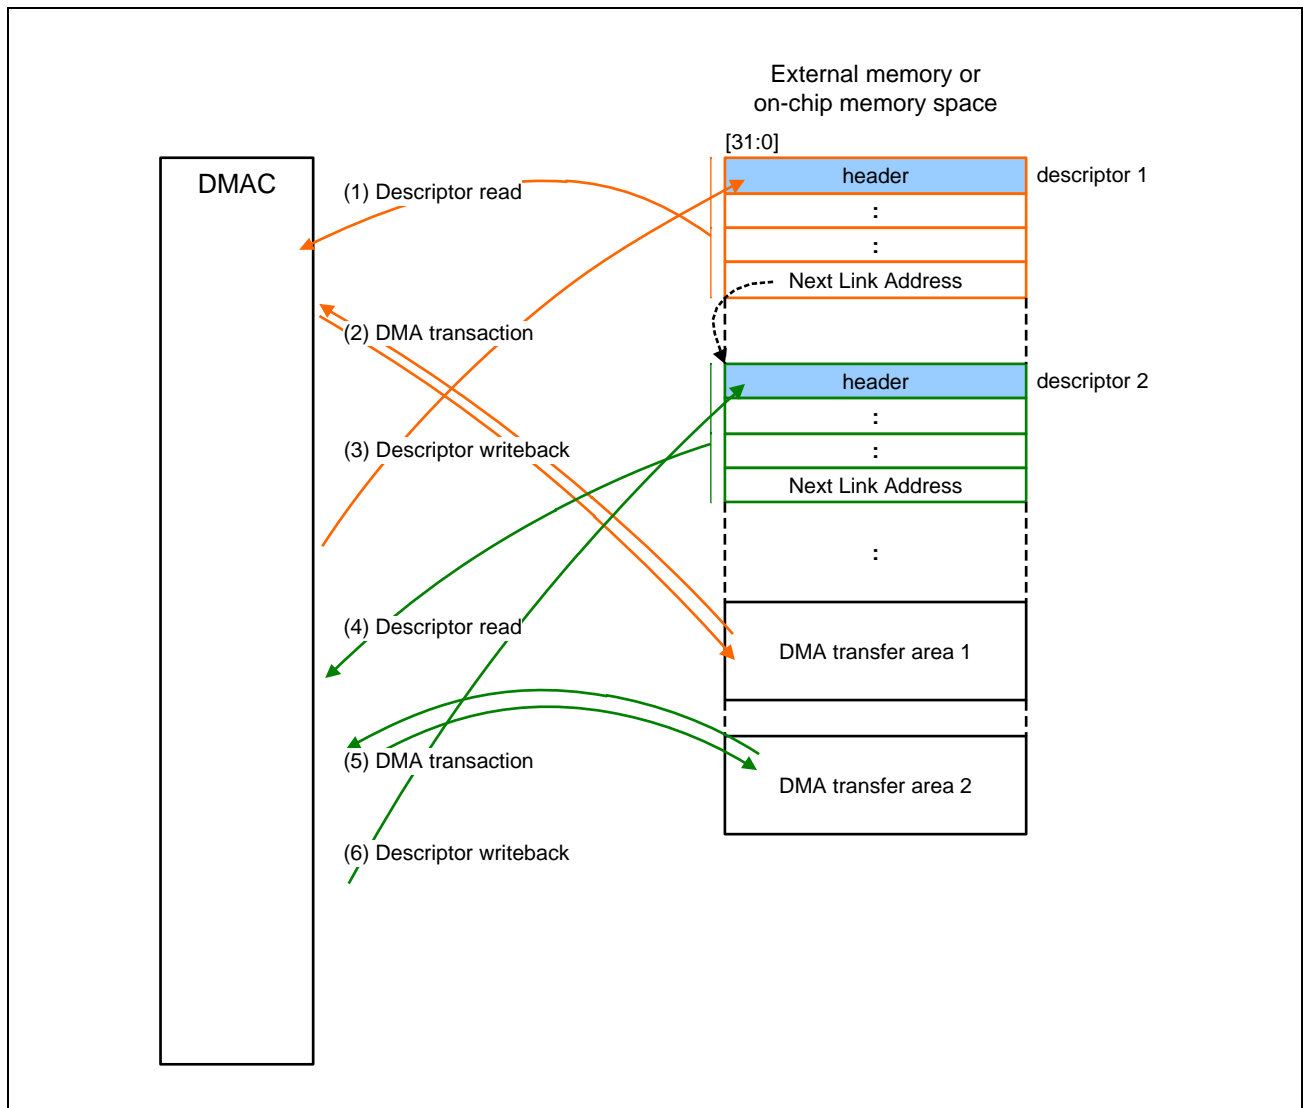 External memory or
on-chip memory space
[31:0]
DMAC
header
descriptor 1
(1) Descriptor read
:
:
Next Link Address
(2) DMA transaction
header
descriptor 2
:
(3) Descriptor writeback
:
Next Link Address
:
(4) Descriptor read
DMA transfer area 1
(5) DMA transaction
DMA transfer area 2
(6) Descriptor writeback